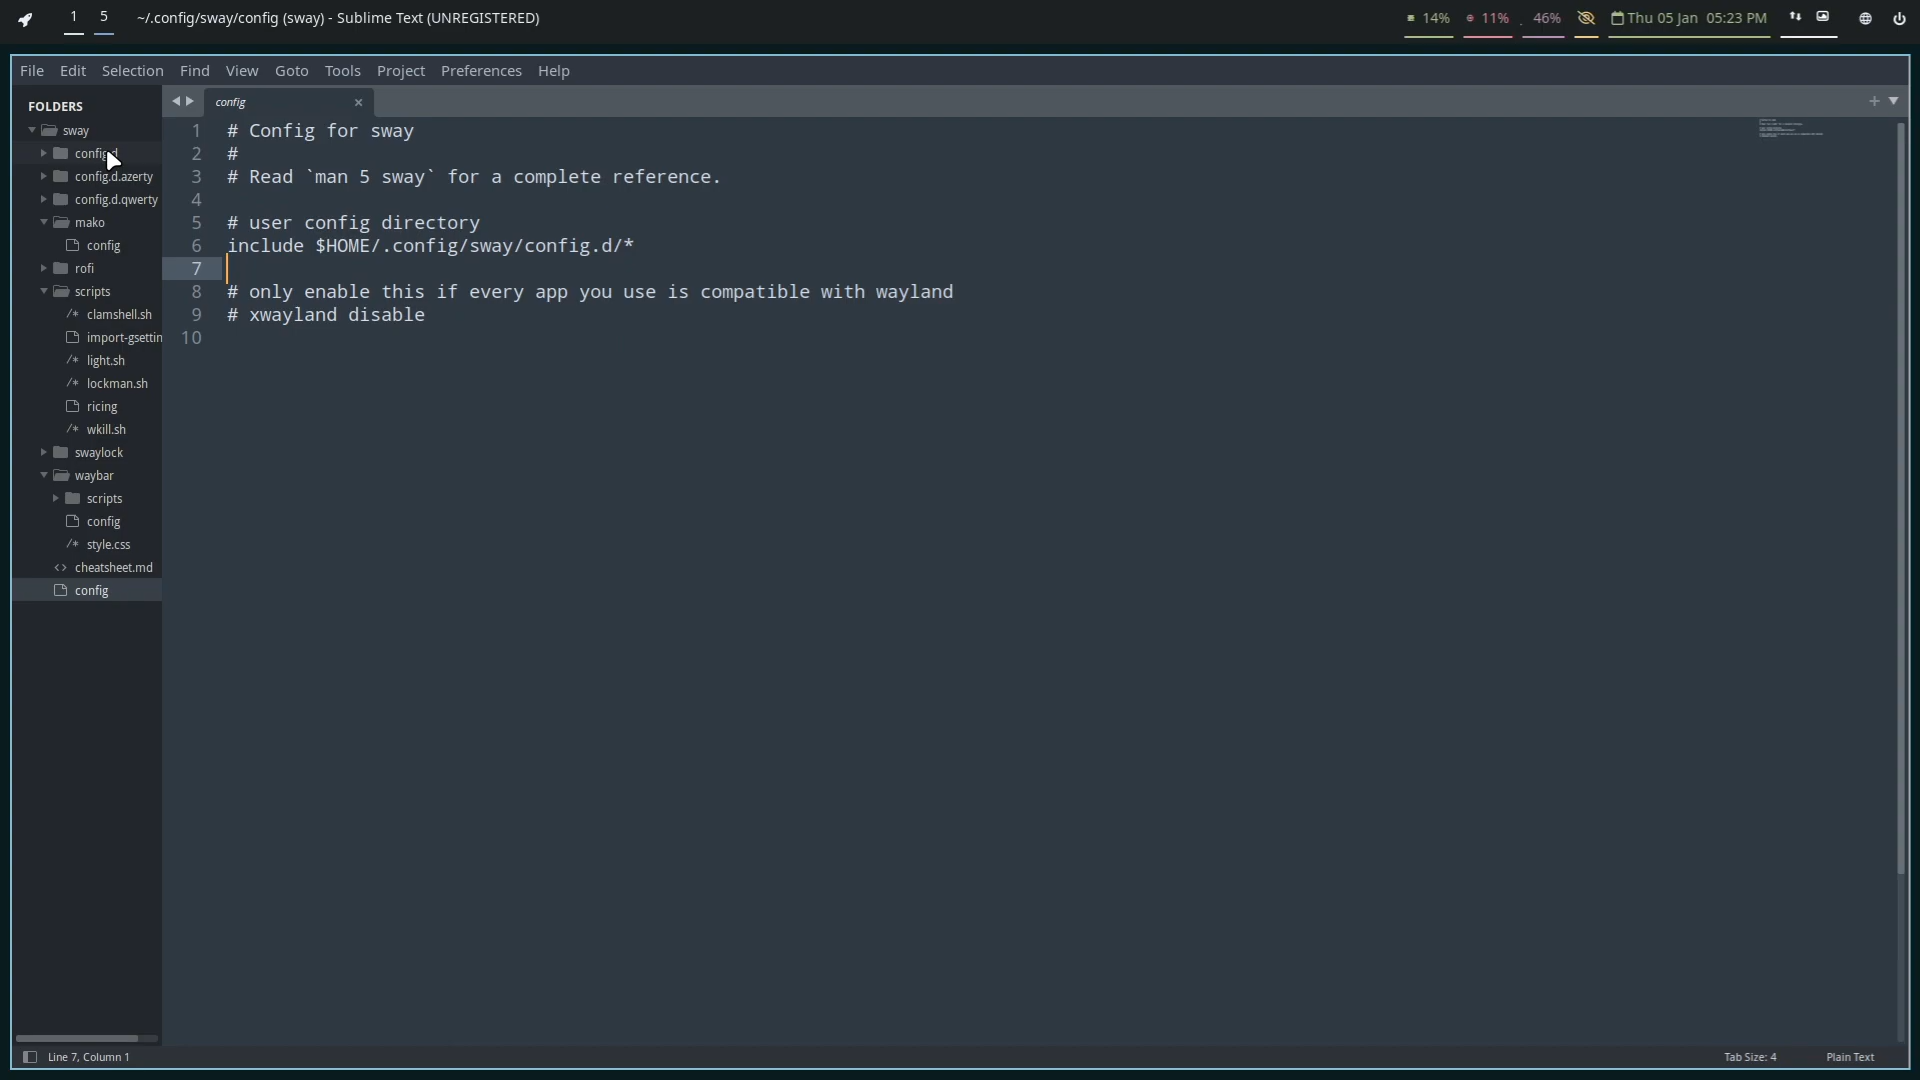 1 5 ~/.config/sway/config (sway) - Sublime Text (UNREGISTERED) 14% 11% 46% Thu 05 Jan 05:23 PM
File Edit Selection Find View Goto Tools Project Preferences Help
FOLDERS
sway
config.d
config.d.azerty
config.d.qwerty
mako
config
rofi
scripts
clamshell.sh
import-gsettin
light.sh
lockman.sh
ricing
wkill.sh
swaylock
waybar
scripts
config
style.css
cheatsheet.md
config
config
1 # Config for sway
2 #
3 # Read `man 5 sway` for a complete reference.
4
5 # user config directory
6 include $HOME/.config/sway/config.d/*
7
8 # only enable this if every app you use is compatible with wayland
9 # xwayland disable
10
Line 7, Column 1 Tab Size: 4 Plain Text